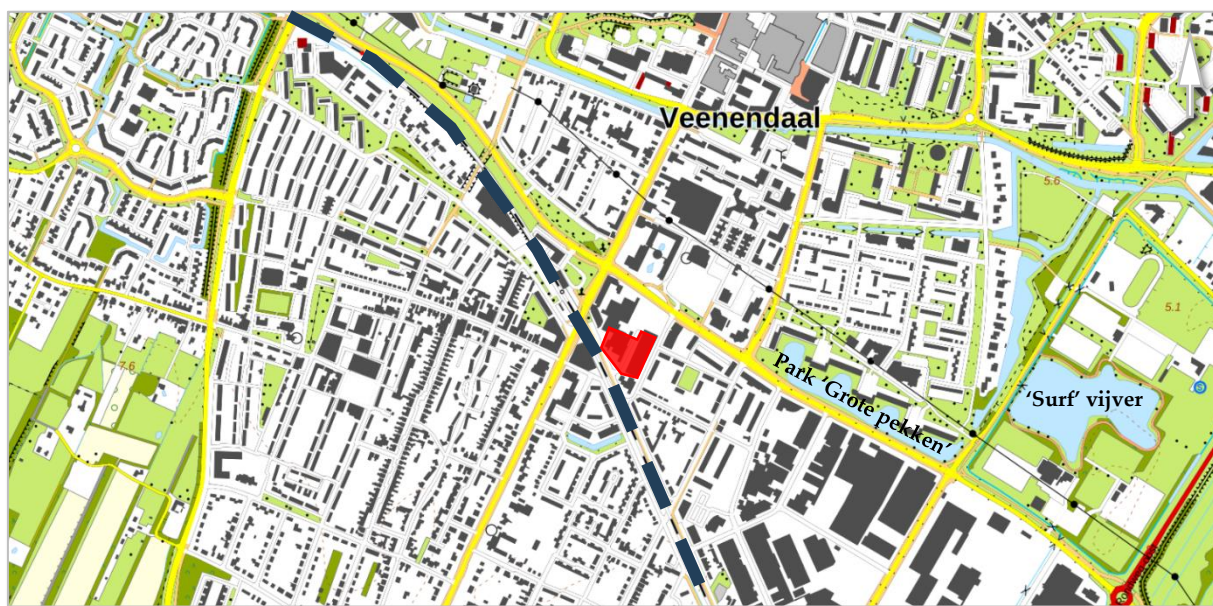 Veenendaal
5.6
5.1
7.6
Park ‘Grote pekken’
‘Surf’ vijver